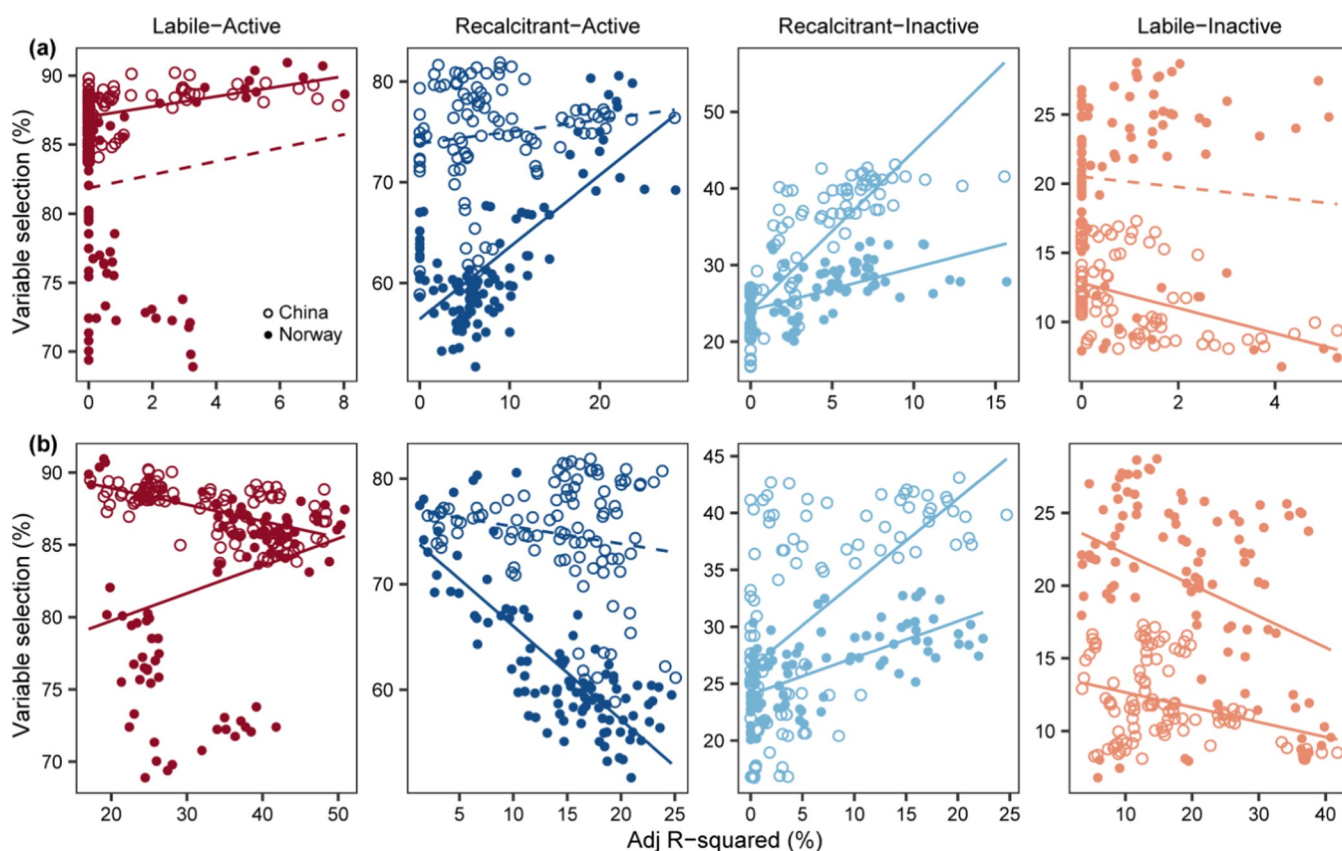 Labile−Active Recalcitrant−Active Recalcitrant−Inactive Labile−Inactive
(a)
Variable selection (%)
90
85
80
75
70
80
70
60
50
40
30
20
25
20
15
10
China
Norway
0 2 4 6 8
0 10 20
0 5 10 15
0 2 4
(b)
Variable selection (%)
90
85
80
75
70
80
70
60
45
40
35
30
25
20
25
20
15
10
20 30 40 50
5 10 15 20 25
0 5 10 15 20 25
10 20 30 40
Adj R−squared (%)